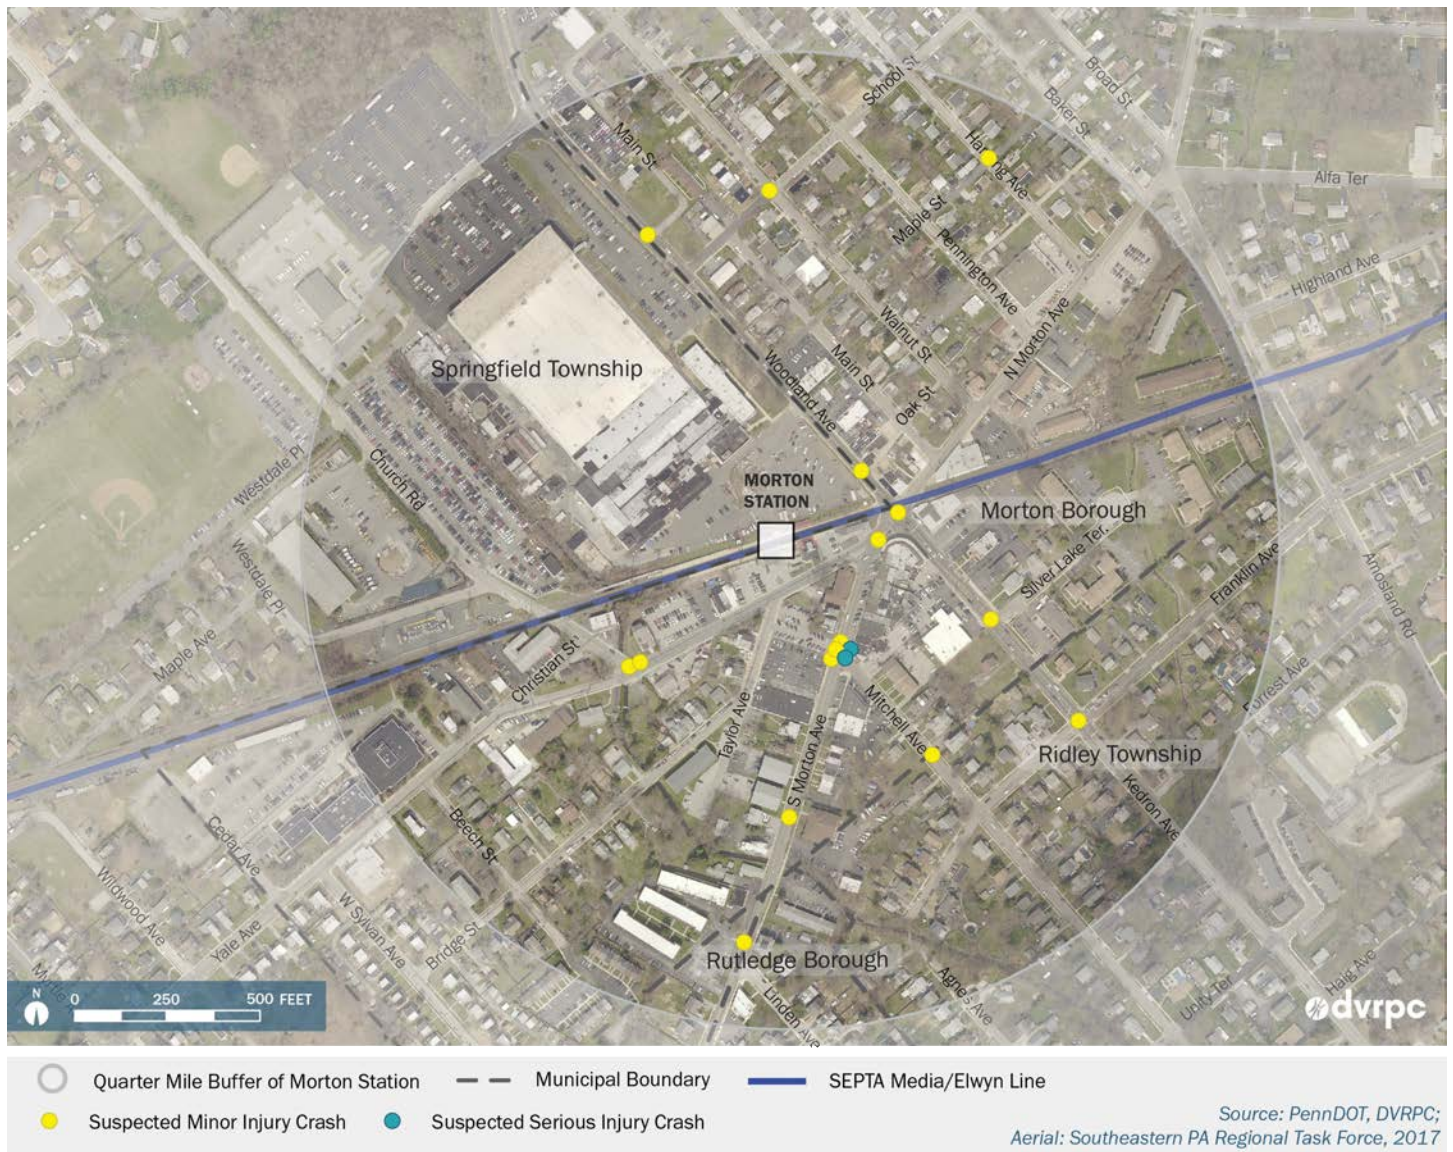 School St
Broad St
Baker St
Main St
Harding Ave
Alfa Ter
Maple St
Pennington Ave
Highland Ave
Walnut St
N Morton Ave
Main St
Woodland Ave
Springfield Township
Oak St
Westdale Pl
Church Rd
MORTON
STATION
Morton Borough
Silver Lake Ter.
Franklin Ave
Westdale Pl
Amosland Rd
Maple Ave
Christian St
Forrest Ave
Taylor Ave
Mitchell Ave
S Morton Ave
Ridley Township
Kedron Ave
Cedar Ave
Beech St
Wildwood Ave
Yale Ave
W Sylvan Ave
Bridge St
Rutledge Borough
Agnes Ave
Linden Ave
Unity Ter
Haig Ave
N
0 250 500 FEET
dvrpc
Quarter Mile Buffer of Morton Station
Municipal Boundary
SEPTA Media/Elwyn Line
Suspected Minor Injury Crash
Suspected Serious Injury Crash
Source: PennDOT, DVRPC;
Aerial: Southeastern PA Regional Task Force, 2017